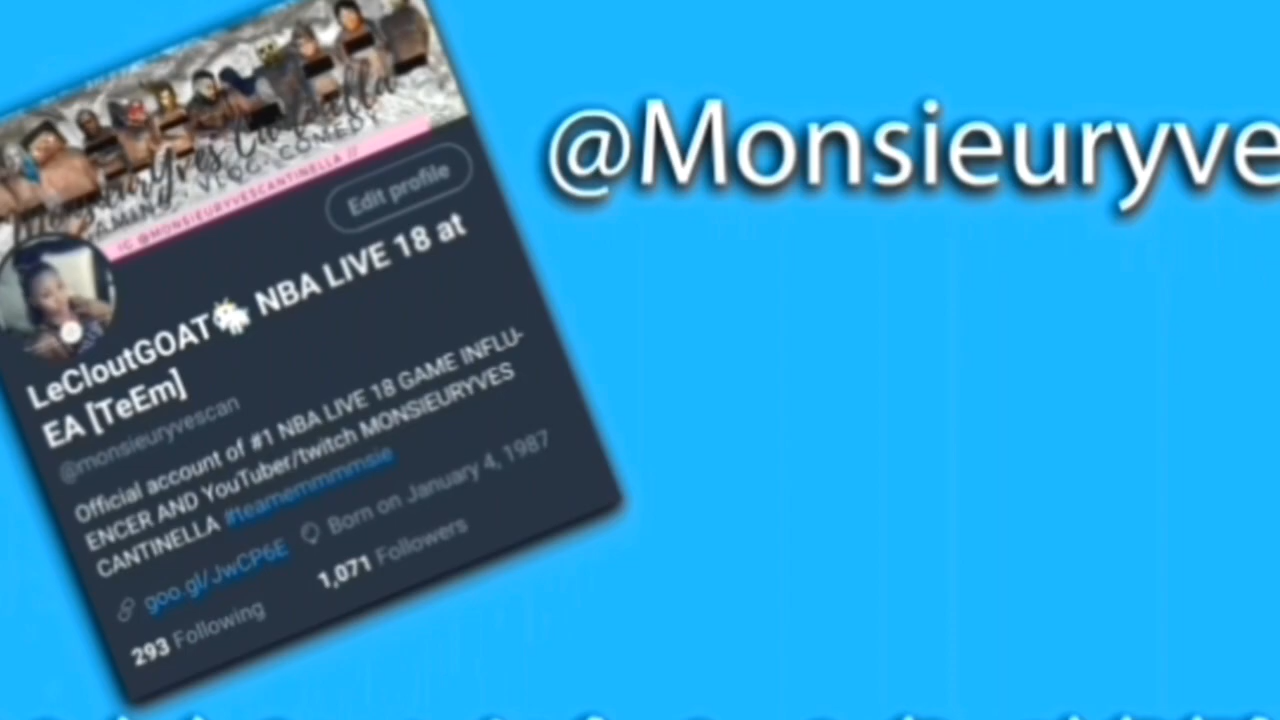 @Monsieuryve
IG @MONSIEURYVESCANTINELLA //
Edit profile
LeCloutGOAT🐐 NBA LIVE 18 at
EA [TeEm]
@monsieuryvescan
Official account of #1 NBA LIVE 18 GAME INFLU-
ENCER AND YouTuber/twitch MONSIEURYVES
CANTINELLA #teamemmmmsie
goo.gl/JwCP6E Born on January 4, 1987
293 Following 1,071 Followers